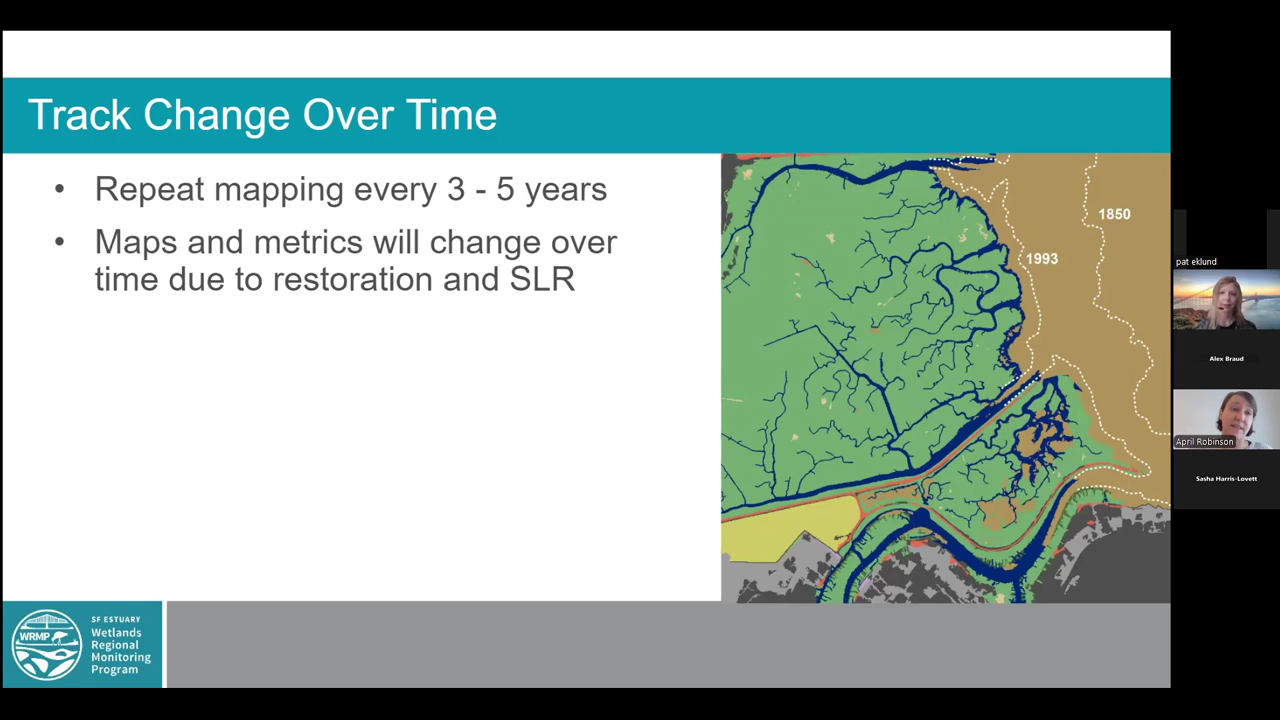 Track Change Over Time
• Repeat mapping every 3 - 5 years
• Maps and metrics will change over
time due to restoration and SLR
1850
1993
pat eklund
Alex Braud
April Robinson
Sasha Harris-Lovett
WRMP
SF ESTUARY
Wetlands
Regional
Monitoring
Program